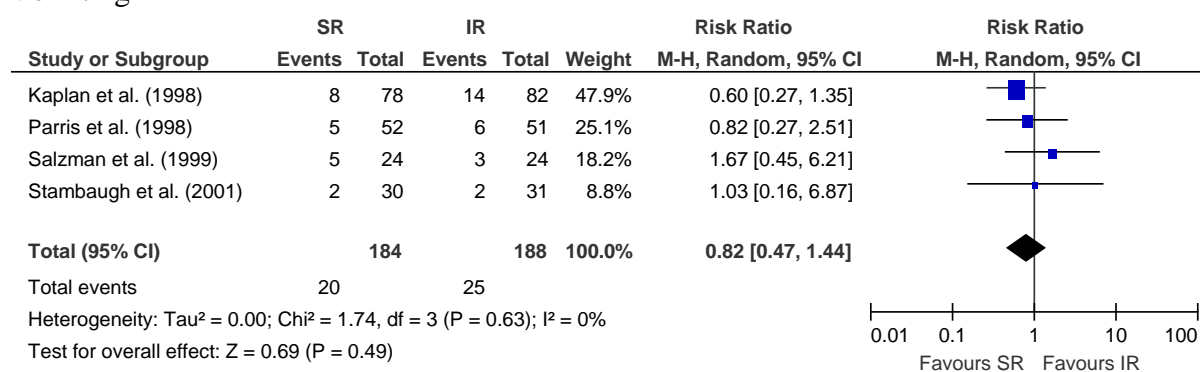 SR IR Risk Ratio Risk Ratio
Study or Subgroup Events Total Events Total Weight M-H, Random, 95% CI M-H, Random, 95% CI
Kaplan et al. (1998) 8 78 14 82 47.9% 0.60 [0.27, 1.35]
Parris et al. (1998) 5 52 6 51 25.1% 0.82 [0.27, 2.51]
Salzman et al. (1999) 5 24 3 24 18.2% 1.67 [0.45, 6.21]
Stambaugh et al. (2001) 2 30 2 31 8.8% 1.03 [0.16, 6.87]
Total (95% CI) 184 188 100.0% 0.82 [0.47, 1.44]
Total events 20 25
Heterogeneity: Tau² = 0.00; Chi² = 1.74, df = 3 (P = 0.63); I² = 0%
Test for overall effect: Z = 0.69 (P = 0.49)
0.01 0.1 1 10 100
Favours SR Favours IR